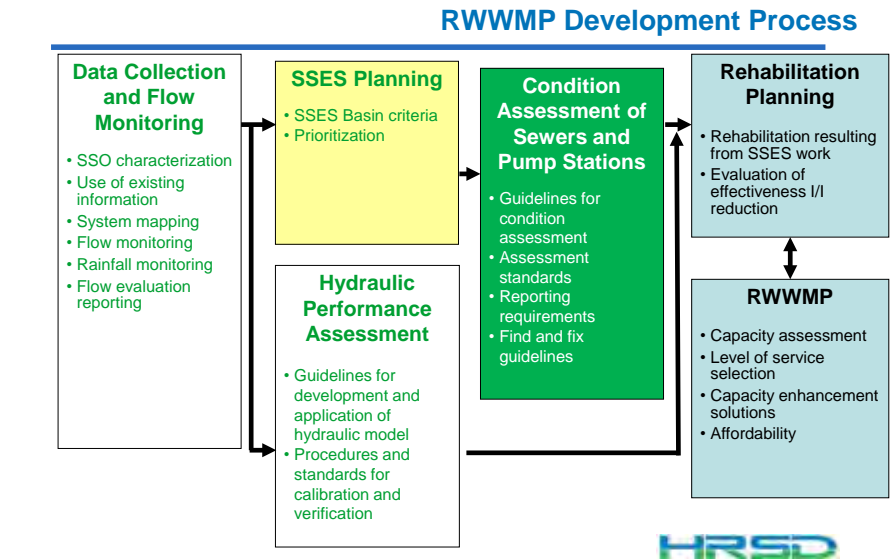 RWWMP Development Process
Data Collection
and Flow
Monitoring
• SSO characterization
• Use of existing
information
• System mapping
• Flow monitoring
• Rainfall monitoring
• Flow evaluation
reporting
SSES Planning
• SSES Basin criteria
• Prioritization
Hydraulic
Performance
Assessment
• Guidelines for
development and
application of
hydraulic model
• Procedures and
standards for
calibration and
verification
Condition
Assessment of
Sewers and
Pump Stations
• Guidelines for
condition
assessment
• Assessment
standards
• Reporting
requirements
• Find and fix
guidelines
Rehabilitation
Planning
• Rehabilitation resulting
from SSES work
• Evaluation of
effectiveness I/I
reduction
RWWMP
• Capacity assessment
• Level of service
selection
• Capacity enhancement
solutions
• Affordability
HRSD